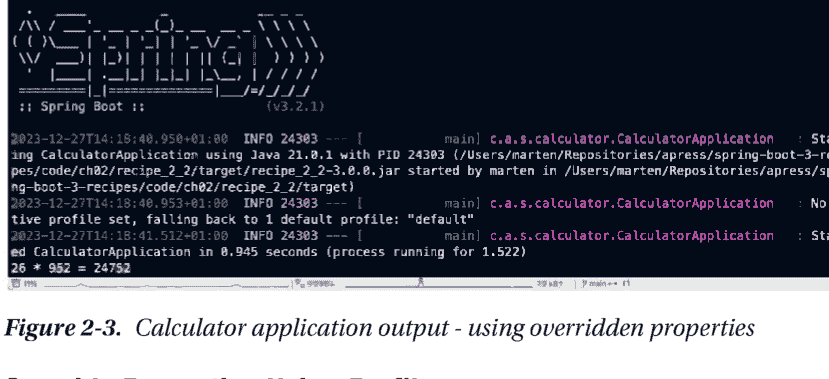 :: Spring Boot :: (v3.2.1)
2023-12-27T14:18:40.950+01:00 INFO 24303 --- [ main] c.a.s.calculator.CalculatorApplication : Sta
ing CalculatorApplication using Java 21.0.1 with PID 24303 (/Users/marten/Repositories/apress/spring-boot-3-re
pes/code/ch02/recipe_2_2/target/recipe_2_2-3.0.0.jar started by marten in /Users/marten/Repositories/apress/sp
ng-boot-3-recipes/code/ch02/recipe_2_2/target)
2023-12-27T14:18:40.953+01:00 INFO 24303 --- [ main] c.a.s.calculator.CalculatorApplication : No
tive profile set, falling back to 1 default profile: "default"
2023-12-27T14:18:41.512+01:00 INFO 24303 --- [ main] c.a.s.calculator.CalculatorApplication : Sta
ed CalculatorApplication in 0.945 seconds (process running for 1.522)
26 * 952 = 24752
Figure 2-3. Calculator application output - using overridden properties